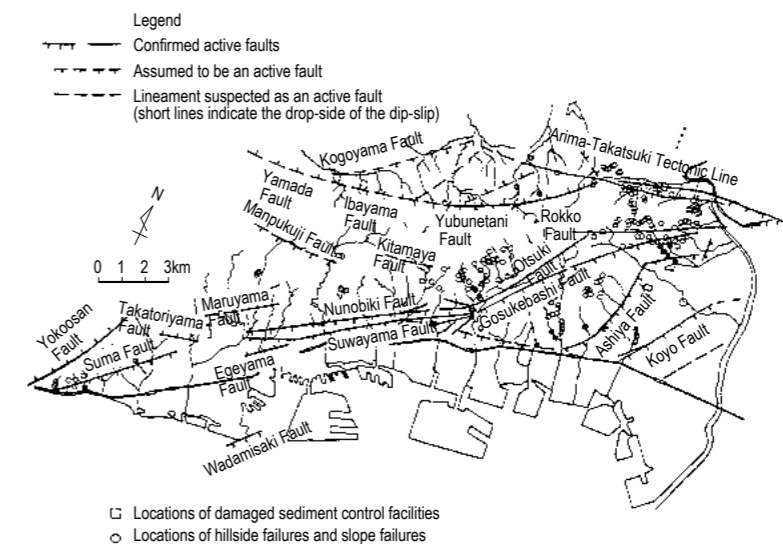 Legend
Confirmed active faults
Assumed to be an active fault
Lineament suspected as an active fault
(short lines indicate the drop-side of the dip-slip)
Arima-Takatsuki Tectonic Line
Kogoyama Fault
N
Yamada
Fault
Ibayama
Fault
Yubunetani
Fault
Rokko
Fault
Manpukuji Fault
Kitamaya
Fault
Otsuki
Fault
0 1 2 3km
Gosukebashi Fault
Maruyama
Fault
Nunobiki Fault
Takatoriyama
Fault
Yokoosan
Fault
Suma Fault
Suwayama Fault
Ashiya Fault
Koyo Fault
Egeyama
Fault
Wadamisaki Fault
Locations of damaged sediment control facilities
Locations of hillside failures and slope failures